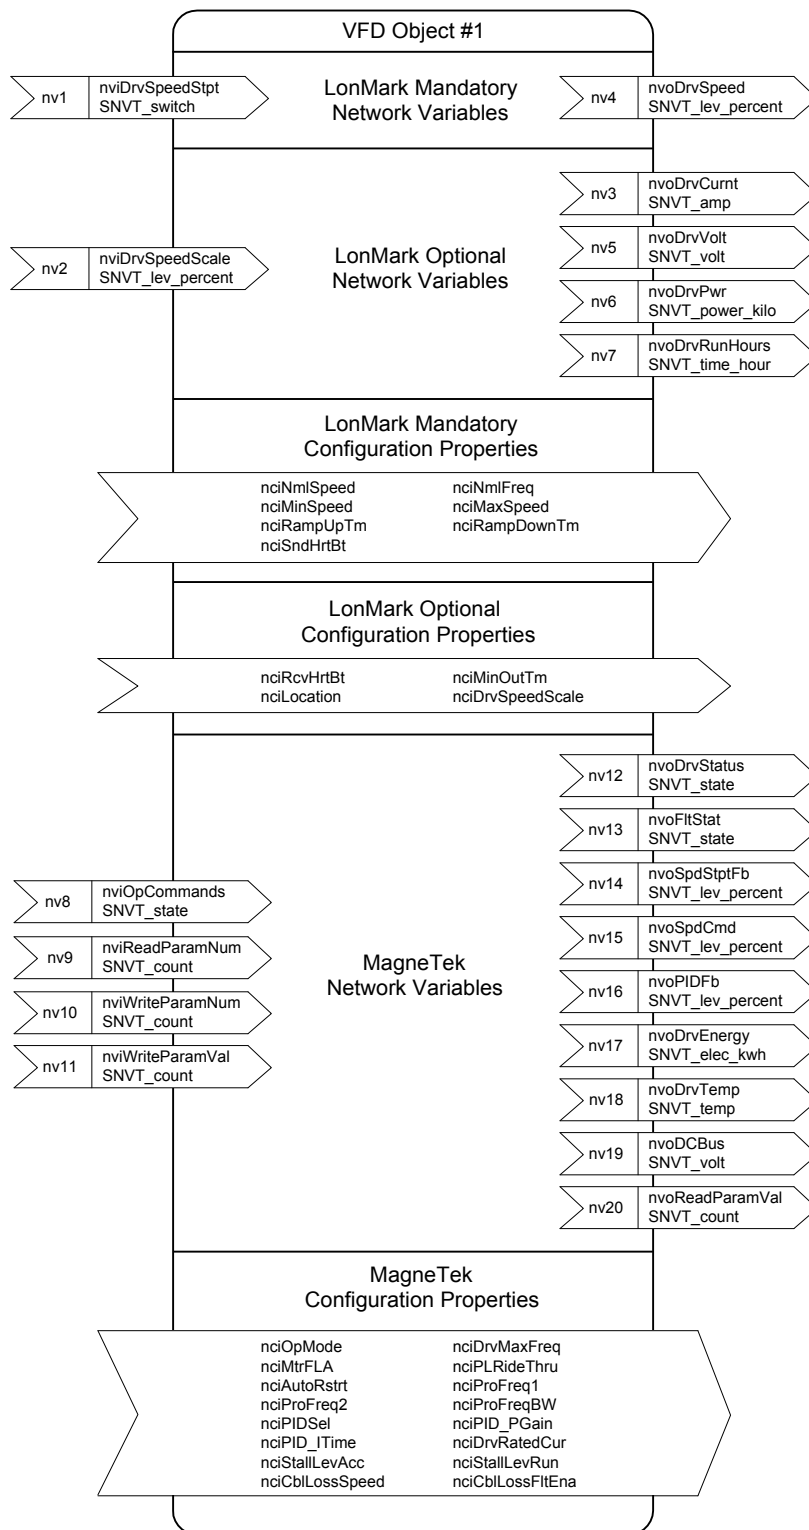 VFD Object #1
nv1
nviDrvSpeedStpt
SNVT_switch
LonMark Mandatory
Network Variables
nv4
nvoDrvSpeed
SNVT_lev_percent
nv2
nviDrvSpeedScale
SNVT_lev_percent
LonMark Optional
Network Variables
nv3
nvoDrvCurnt
SNVT_amp
nv5
nvoDrvVolt
SNVT_volt
nv6
nvoDrvPwr
SNVT_power_kilo
nv7
nvoDrvRunHours
SNVT_time_hour
LonMark Mandatory
Configuration Properties
nciNmlSpeed nciNmlFreq
nciMinSpeed nciMaxSpeed
nciRampUpTm nciRampDownTm
nciSndHrtBt
LonMark Optional
Configuration Properties
nciRcvHrtBt nciMinOutTm
nciLocation nciDrvSpeedScale
nv8
nviOpCommands
SNVT_state
nv9
nviReadParamNum
SNVT_count
nv10
nviWriteParamNum
SNVT_count
nv11
nviWriteParamVal
SNVT_count
MagneTek
Network Variables
nv12
nvoDrvStatus
SNVT_state
nv13
nvoFltStat
SNVT_state
nv14
nvoSpdStptFb
SNVT_lev_percent
nv15
nvoSpdCmd
SNVT_lev_percent
nv16
nvoPIDFb
SNVT_lev_percent
nv17
nvoDrvEnergy
SNVT_elec_kwh
nv18
nvoDrvTemp
SNVT_temp
nv19
nvoDCBus
SNVT_volt
nv20
nvoReadParamVal
SNVT_count
MagneTek
Configuration Properties
nciOpMode nciDrvMaxFreq
nciMtrFLA nciPLRideThru
nciAutoRstrt nciProFreq1
nciProFreq2 nciProFreqBW
nciPIDSel nciPID_PGain
nciPID_ITime nciDrvRatedCur
nciStallLevAcc nciStallLevRun
nciCblLossSpeed nciCblLossFltEna